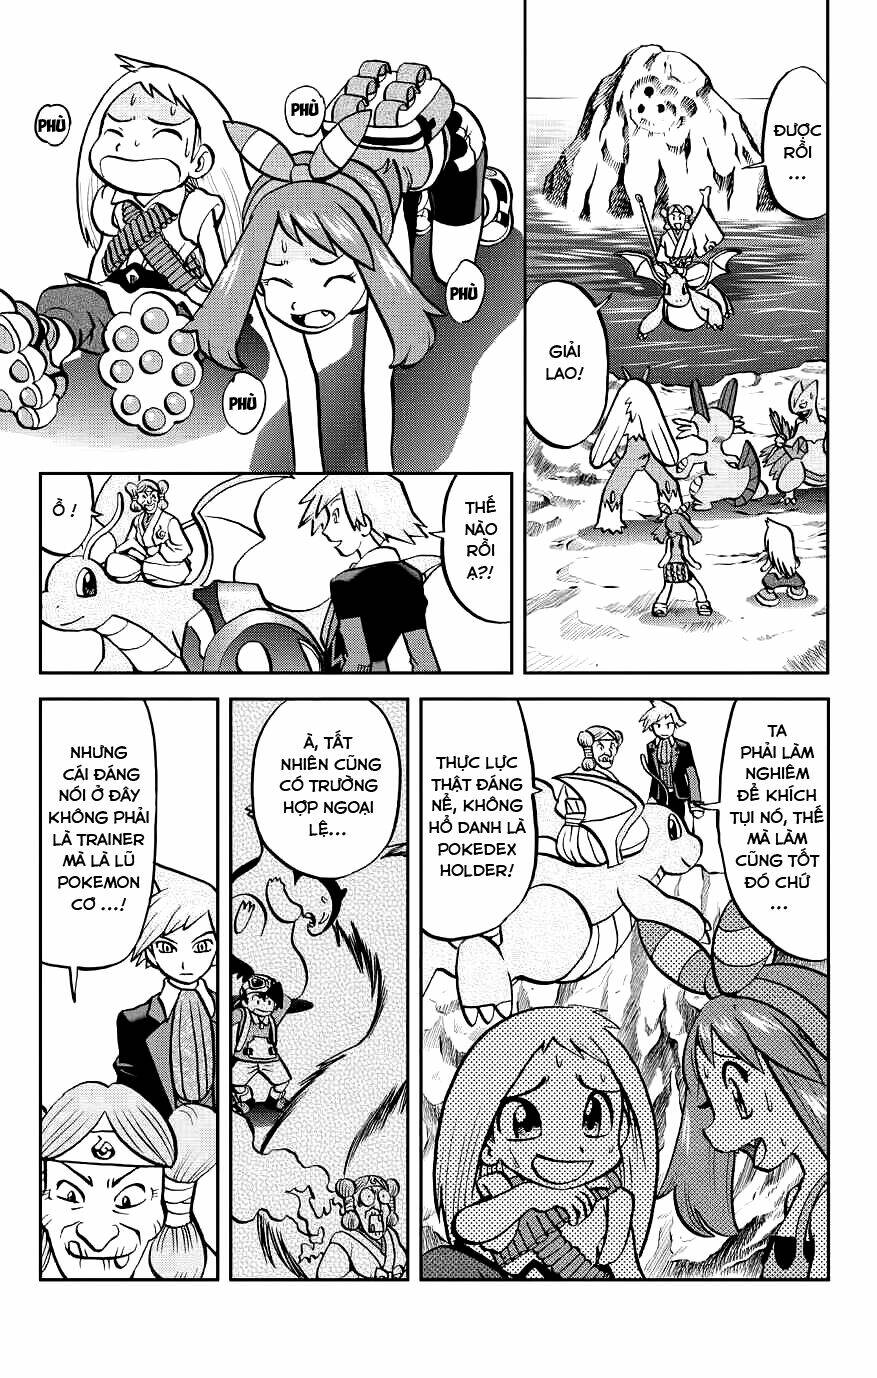 ĐƯỢC
RỒI
...
GIẢI
LAO!
PHÙ
PHÙ
PHÙ
PHÙ
THẾ
NÀO
RỒI
Ạ?!
Ồ !
TA
PHẢI LÀM
NGHIÊM
ĐỂ KHÍCH
TỤI NÓ, THẾ
MÀ LÀM
CŨNG TỐT
ĐÓ CHỨ
...
THỰC LỰC
THẬT ĐÁNG
NỂ, KHÔNG
HỔ DANH LÀ
POKEDEX
HOLDER!
À, TẤT
NHIÊN CŨNG
CÓ TRƯỜNG
HỢP NGOẠI
LỆ...
NHƯNG
CÁI ĐÁNG
NÓI Ở ĐÂY
KHÔNG PHẢI
LÀ TRAINER
MÀ LÀ LŨ
POKEMON
CƠ ...!